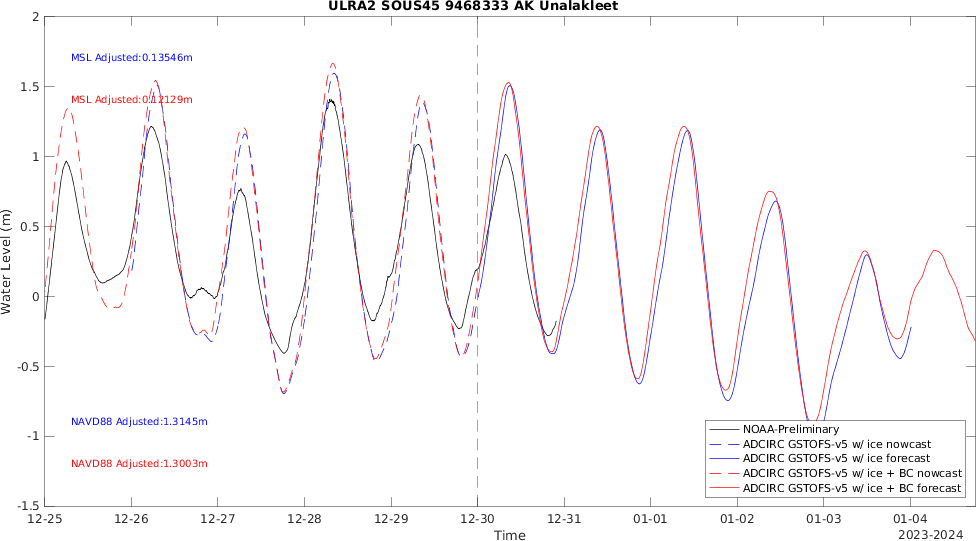 ULRA2 SOUS45 9468333 AK Unalakleet
2
MSL Adjusted:0.13546m
1.5
MSL Adjusted:0.12129m
1
0.5
Water Level (m)
0
-0.5
NAVD88 Adjusted:1.3145m
-1
NAVD88 Adjusted:1.3003m
NOAA-Preliminary
ADCIRC GSTOFS-v5 w/ ice nowcast
ADCIRC GSTOFS-v5 w/ ice forecast
ADCIRC GSTOFS-v5 w/ ice + BC nowcast
ADCIRC GSTOFS-v5 w/ ice + BC forecast
-1.5
12-25 12-26 12-27 12-28 12-29 12-30 12-31 01-01 01-02 01-03 01-04
Time
2023-2024